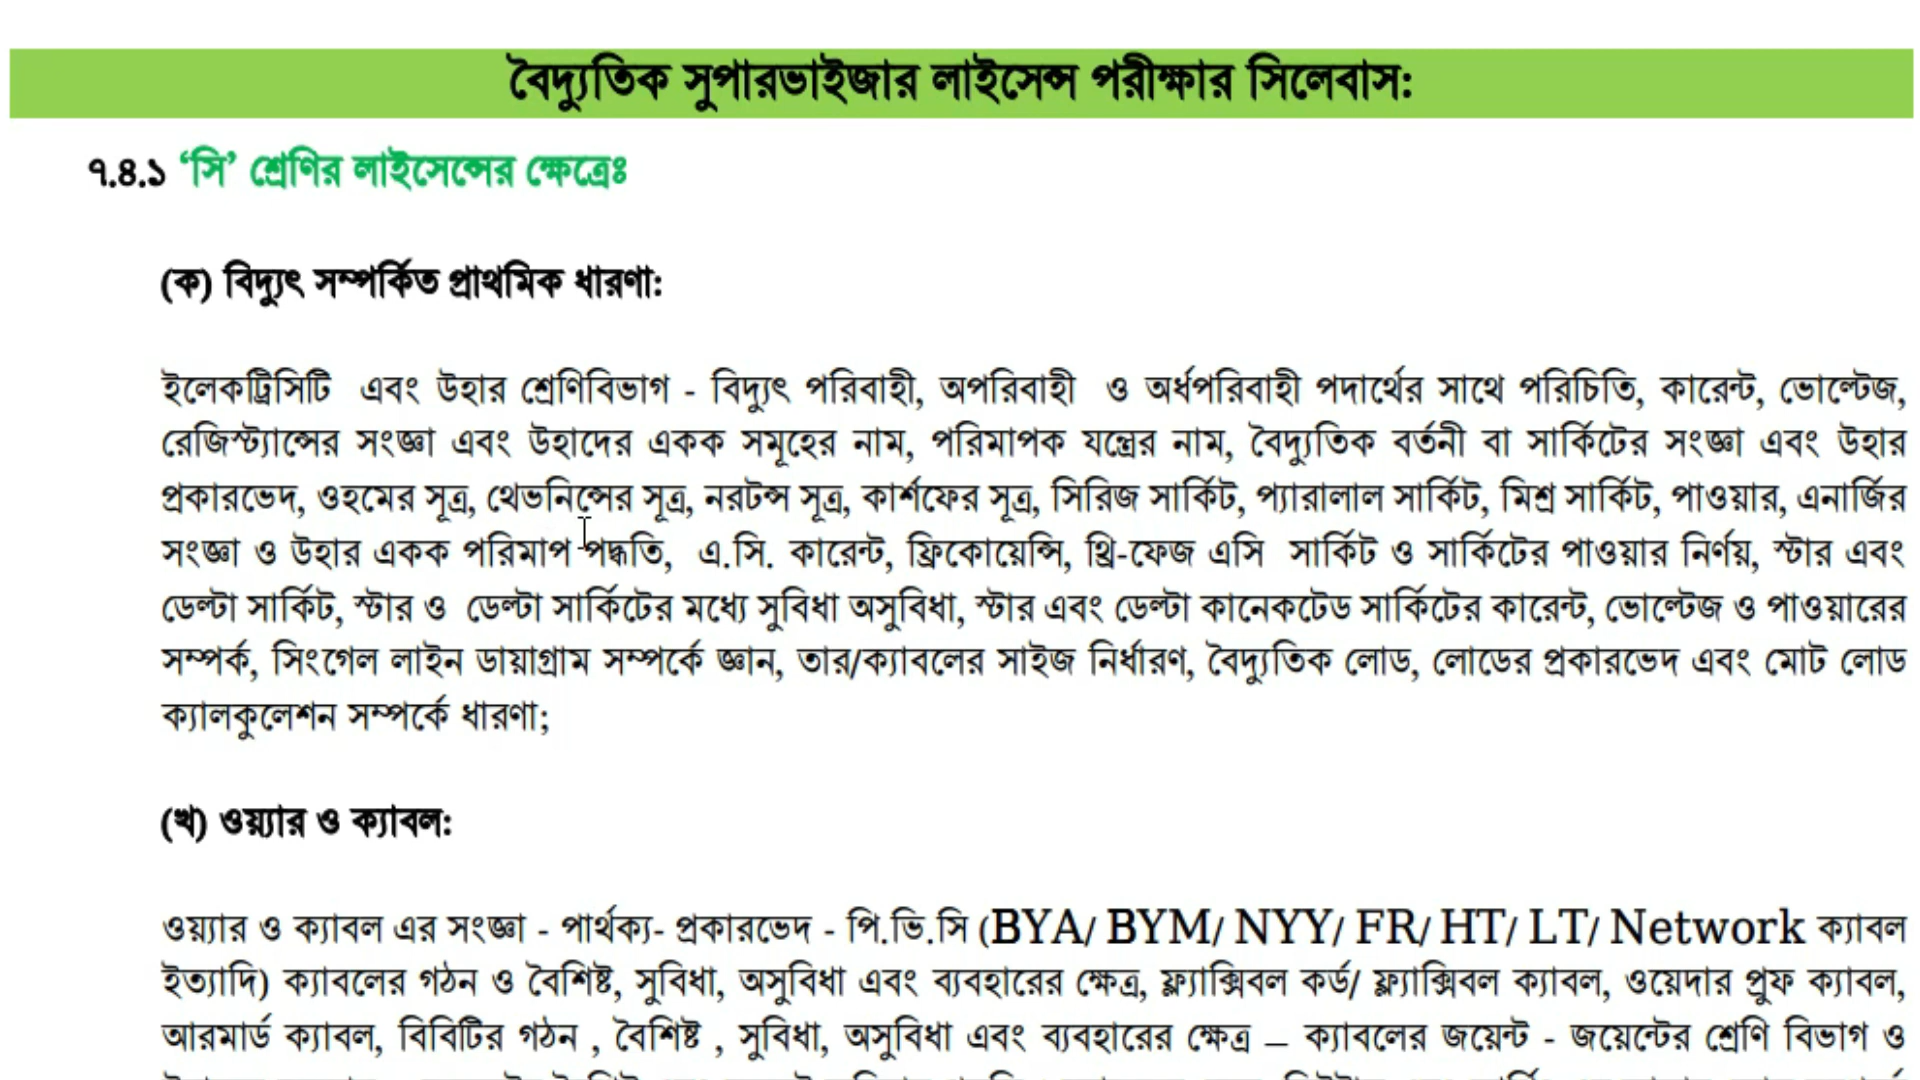 বৈদ্যুতিক সুপারভাইজার লাইসেন্স পরীক্ষার সিলেবাস:
৭.৪.১ ‘সি’ শ্রেণির লাইসেন্সের ক্ষেত্রেঃ
(ক) বিদ্যুৎ সম্পর্কিত প্রাথমিক ধারণা:
ইলেকট্রিসিটি এবং উহার শ্রেণিবিভাগ - বিদ্যুৎ পরিবাহী, অপরিবাহী ও অর্ধপরিবাহী পদার্থের সাথে পরিচিতি, কারেন্ট, ভোল্টেজ,
রেজিস্ট্যান্সের সংজ্ঞা এবং উহাদের একক সমূহের নাম, পরিমাপক যন্ত্রের নাম, বৈদ্যুতিক বর্তনী বা সার্কিটের সংজ্ঞা এবং উহার
প্রকারভেদ, ওহমের সূত্র, থেভনিন্সের সূত্র, নরটন্স সূত্র, কার্শফের সূত্র, সিরিজ সার্কিট, প্যারালাল সার্কিট, মিশ্র সার্কিট, পাওয়ার, এনার্জির
সংজ্ঞা ও উহার একক পরিমাপ পদ্ধতি, এ.সি. কারেন্ট, ফ্রিকোয়েন্সি, থ্রি-ফেজ এসি সার্কিট ও সার্কিটের পাওয়ার নির্ণয়, স্টার এবং
ডেল্টা সার্কিট, স্টার ও ডেল্টা সার্কিটের মধ্যে সুবিধা অসুবিধা, স্টার এবং ডেল্টা কানেকটেড সার্কিটের কারেন্ট, ভোল্টেজ ও পাওয়ারের
সম্পর্ক, সিংগেল লাইন ডায়াগ্রাম সম্পর্কে জ্ঞান, তার/ক্যাবলের সাইজ নির্ধারণ, বৈদ্যুতিক লোড, লোডের প্রকারভেদ এবং মোট লোড
ক্যালকুলেশন সম্পর্কে ধারণা;
(খ) ওয়্যার ও ক্যাবল:
ওয়্যার ও ক্যাবল এর সংজ্ঞা - পার্থক্য- প্রকারভেদ - পি.ভি.সি (BYA/ BYM/ NYY/ FR/ HT/ LT/ Network ক্যাবল
ইত্যাদি) ক্যাবলের গঠন ও বৈশিষ্ট, সুবিধা, অসুবিধা এবং ব্যবহারের ক্ষেত্র, ফ্ল্যাক্সিবল কর্ড/ ফ্ল্যাক্সিবল ক্যাবল, ওয়েদার প্রুফ ক্যাবল,
আরমার্ড ক্যাবল, বিবিটির গঠন , বৈশিষ্ট , সুবিধা, অসুবিধা এবং ব্যবহারের ক্ষেত্র – ক্যাবলের জয়েন্ট - জয়েন্টের শ্রেণি বিভাগ ও